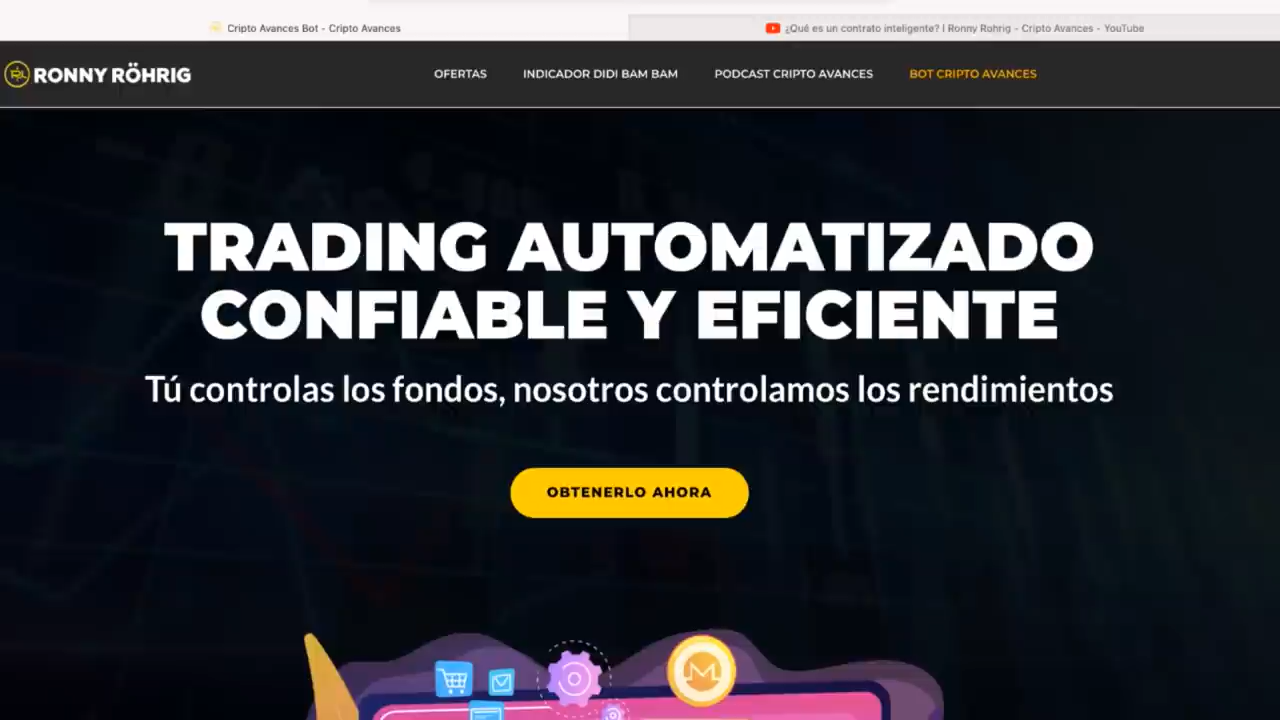 Cripto Avances Bot - Cripto Avances
¿Qué es un contrato inteligente? | Ronny Rohrig - Cripto Avances - YouTube
RONNY RÖHRIG
OFERTAS
INDICADOR DIDI BAM BAM
PODCAST CRIPTO AVANCES
BOT CRIPTO AVANCES
TRADING AUTOMATIZADO
CONFIABLE Y EFICIENTE
Tú controlas los fondos, nosotros controlamos los rendimientos
OBTENERLO AHORA